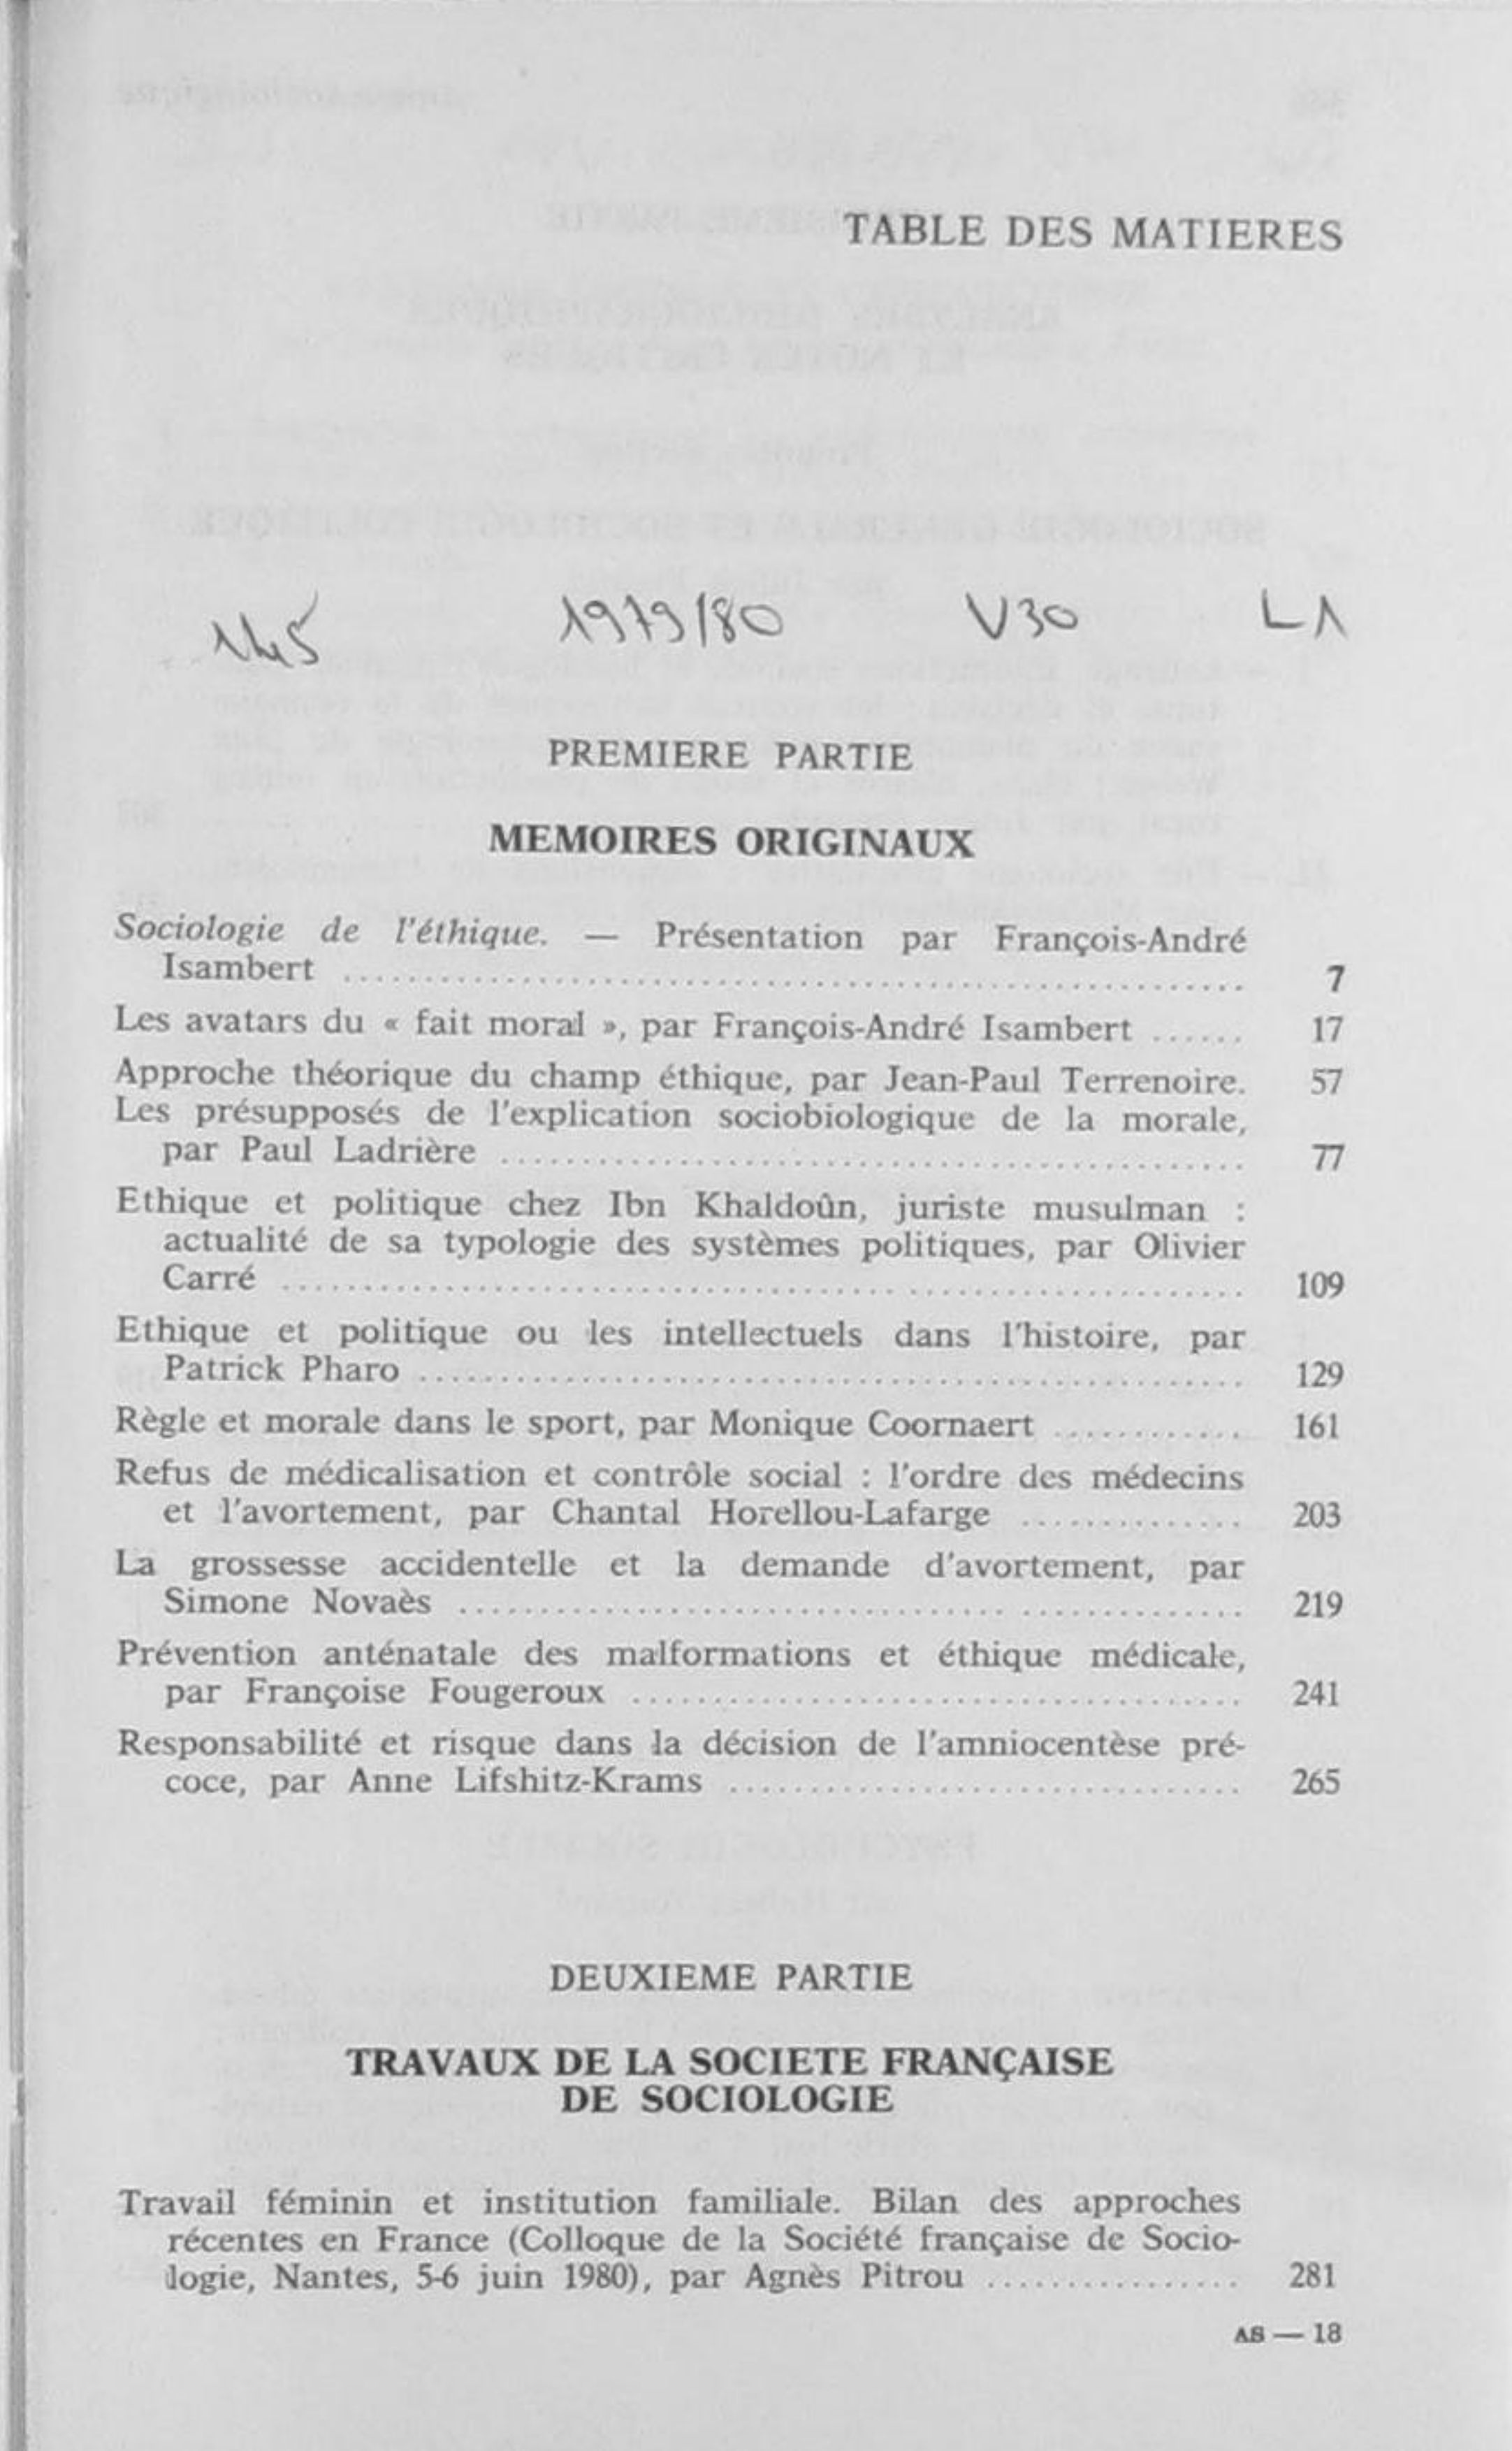 TABLE DES MATIERES
145 1979/80 V30 L1
PREMIERE PARTIE
MEMOIRES ORIGINAUX
Sociologie de l'éthique. — Présentation par François-André
Isambert ........................................................ 7
Les avatars du « fait moral », par François-André Isambert ...... 17
Approche théorique du champ éthique, par Jean-Paul Terrenoire. 57
Les présupposés de l'explication sociobiologique de la morale,
par Paul Ladrière .............................................. 77
Ethique et politique chez Ibn Khaldoûn, juriste musulman :
actualité de sa typologie des systèmes politiques, par Olivier
Carré ............................................................ 109
Ethique et politique ou les intellectuels dans l'histoire, par
Patrick Pharo ................................................... 129
Règle et morale dans le sport, par Monique Coornaert ............ 161
Refus de médicalisation et contrôle social : l'ordre des médecins
et l'avortement, par Chantal Horellou-Lafarge .............. 203
La grossesse accidentelle et la demande d'avortement, par
Simone Novaès ................................................ 219
Prévention anténatale des malformations et éthique médicale,
par Françoise Fougeroux ...................................... 241
Responsabilité et risque dans la décision de l'amniocentèse pré-
coce, par Anne Lifshitz-Krams ................................ 265
DEUXIEME PARTIE
TRAVAUX DE LA SOCIETE FRANÇAISE
DE SOCIOLOGIE
Travail féminin et institution familiale. Bilan des approches
récentes en France (Colloque de la Société française de Socio-
logie, Nantes, 5-6 juin 1980), par Agnès Pitrou ................ 281
AS — 18